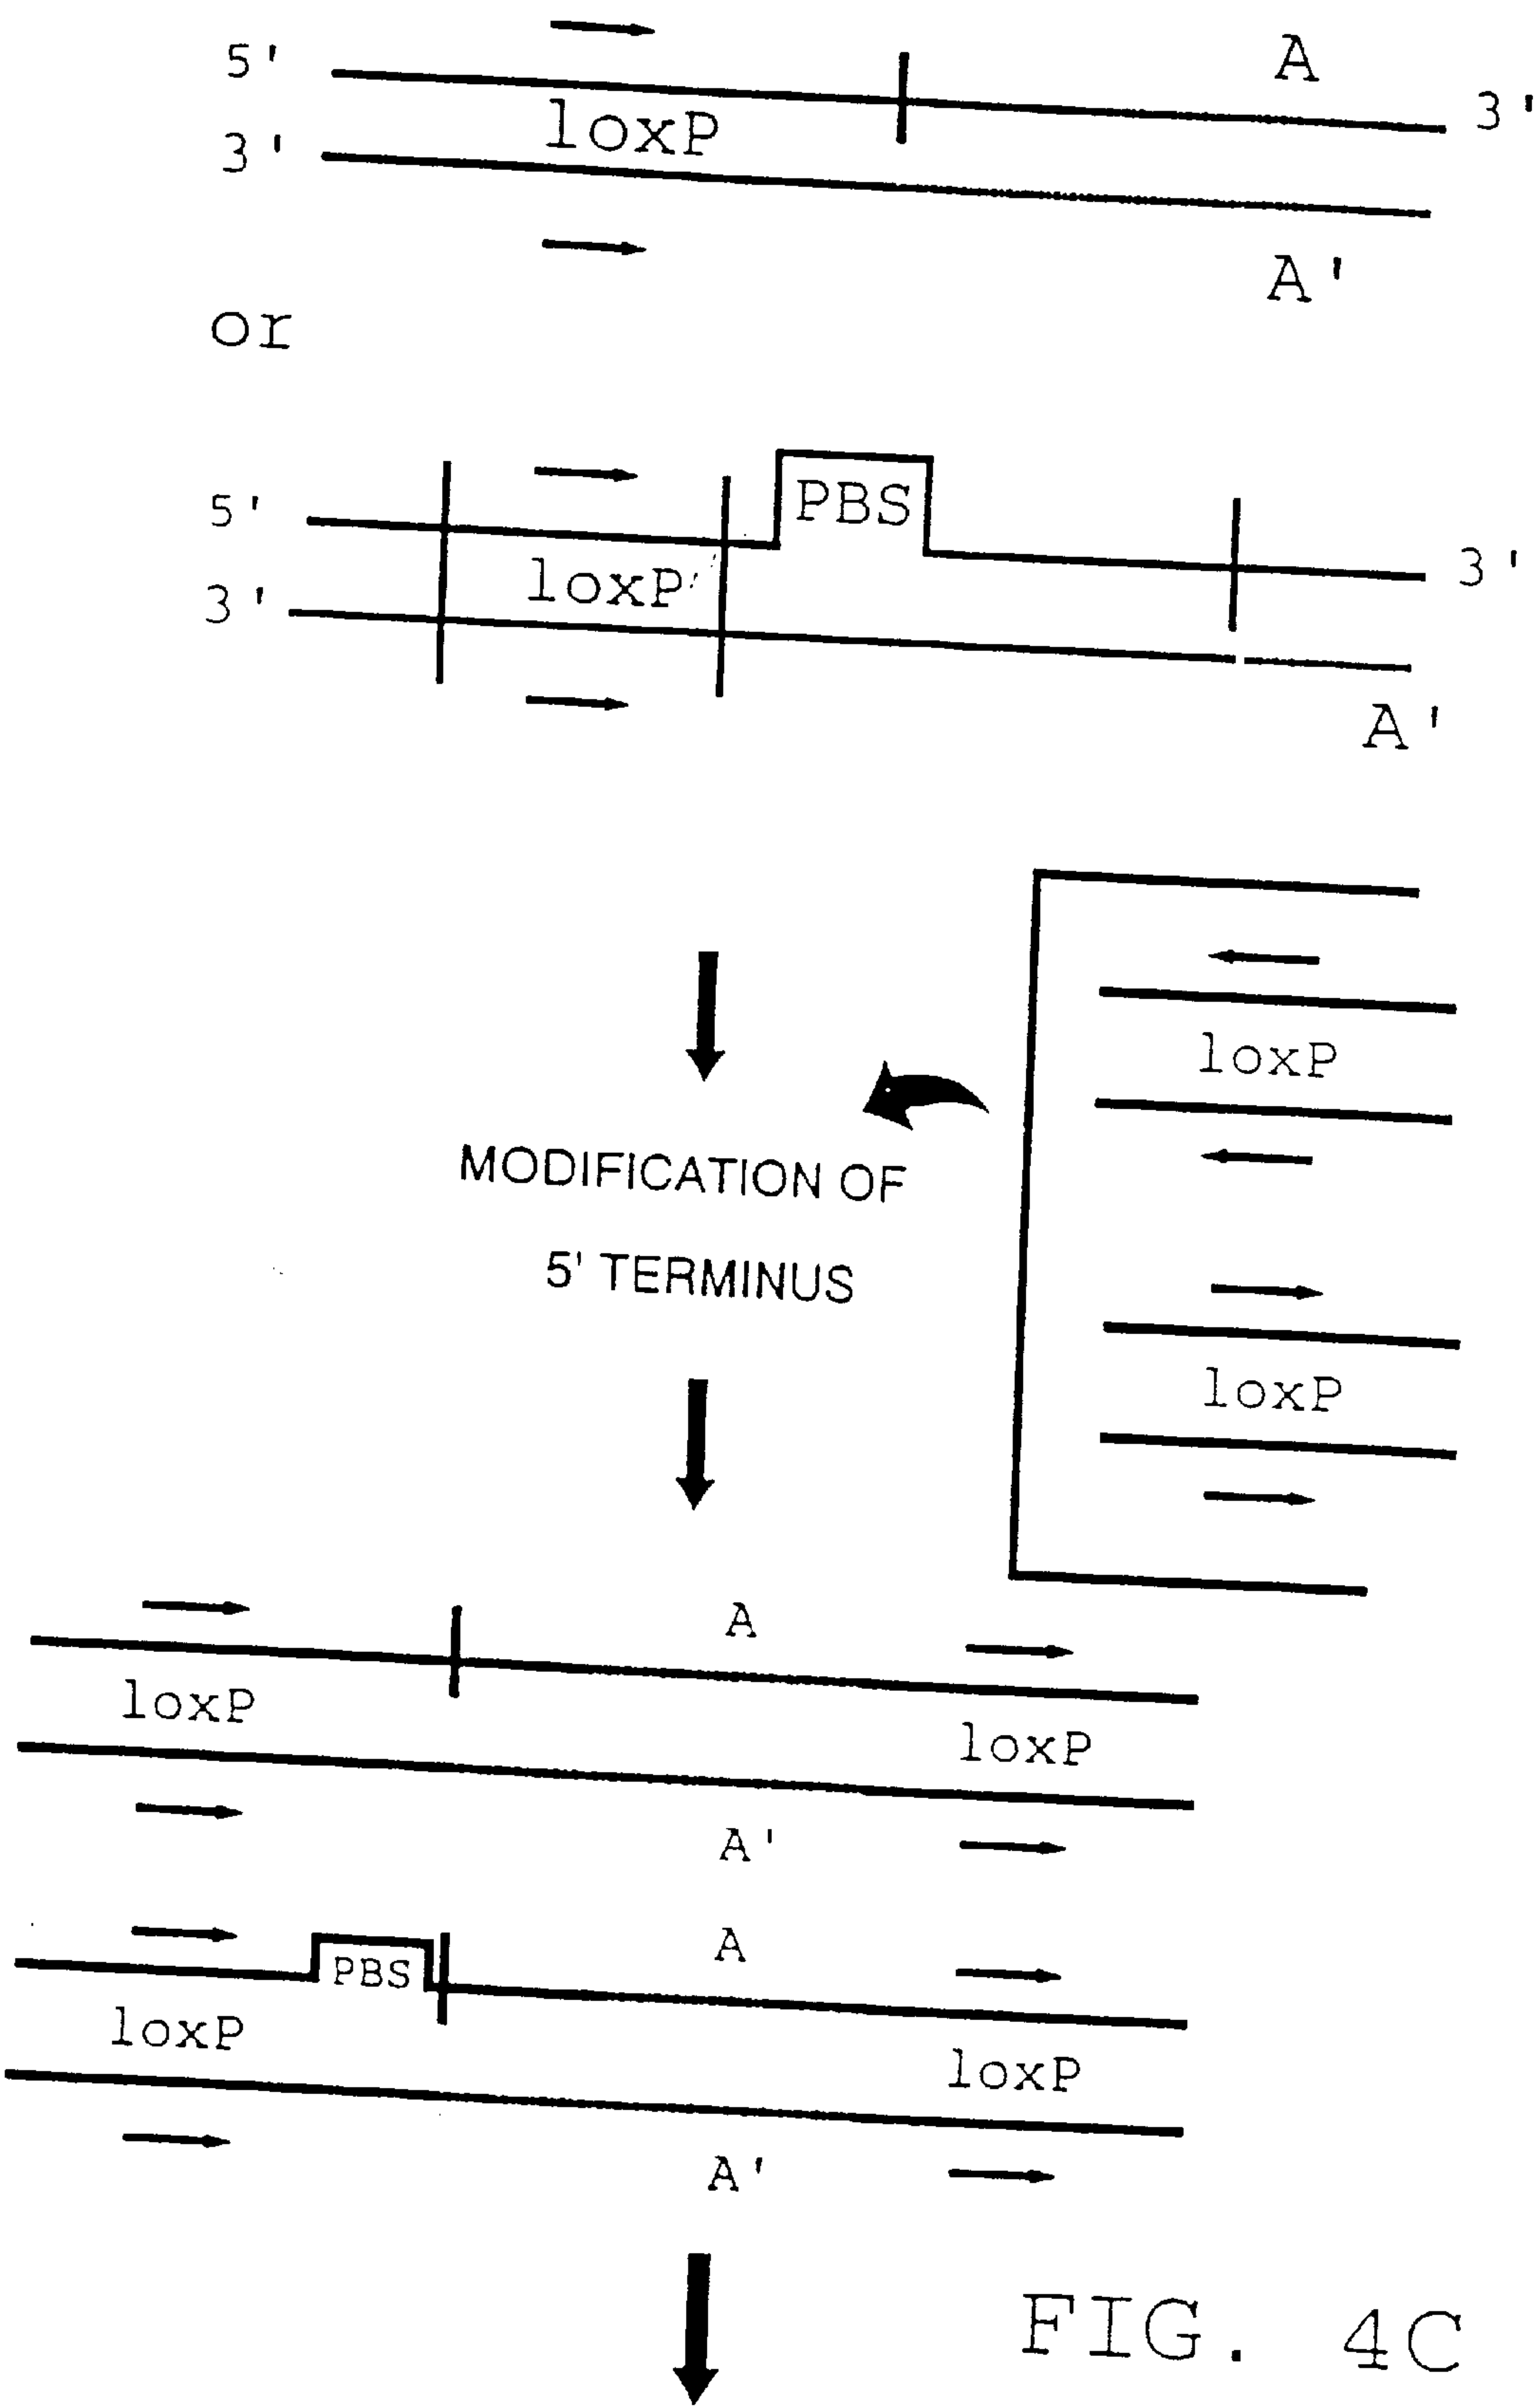 5'
A
3'
loxP
3'
A'
or
PBS
5'
3'
loxP
3'
A'
loxP
MODIFICATION OF
5' TERMINUS
loxP
A
loxP
loxP
A'
A
PBS
loxP
loxP
A'
FIG. 4C